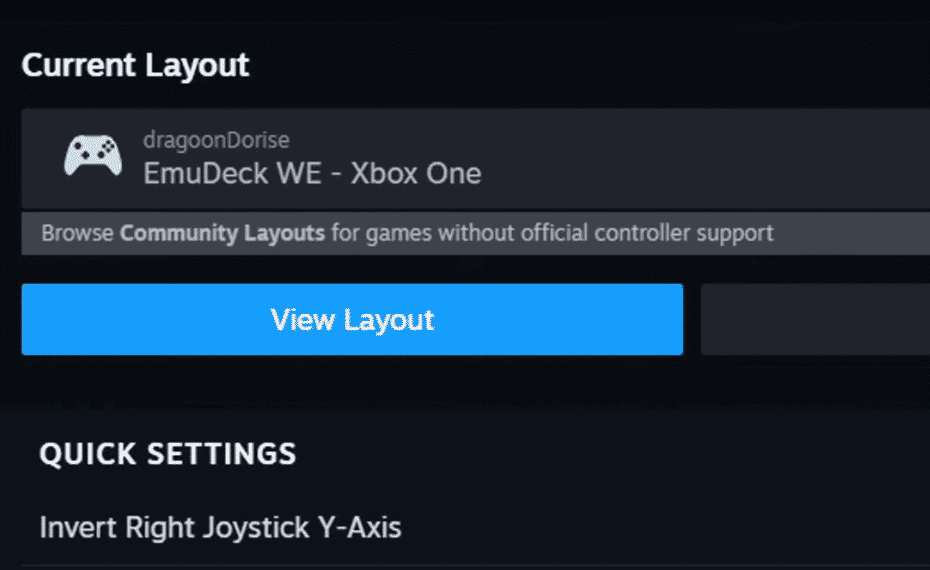 Current Layout
dragoonDorise
EmuDeck WE - Xbox One
Browse Community Layouts for games without official controller support
View Layout
QUICK SETTINGS
Invert Right Joystick Y-Axis